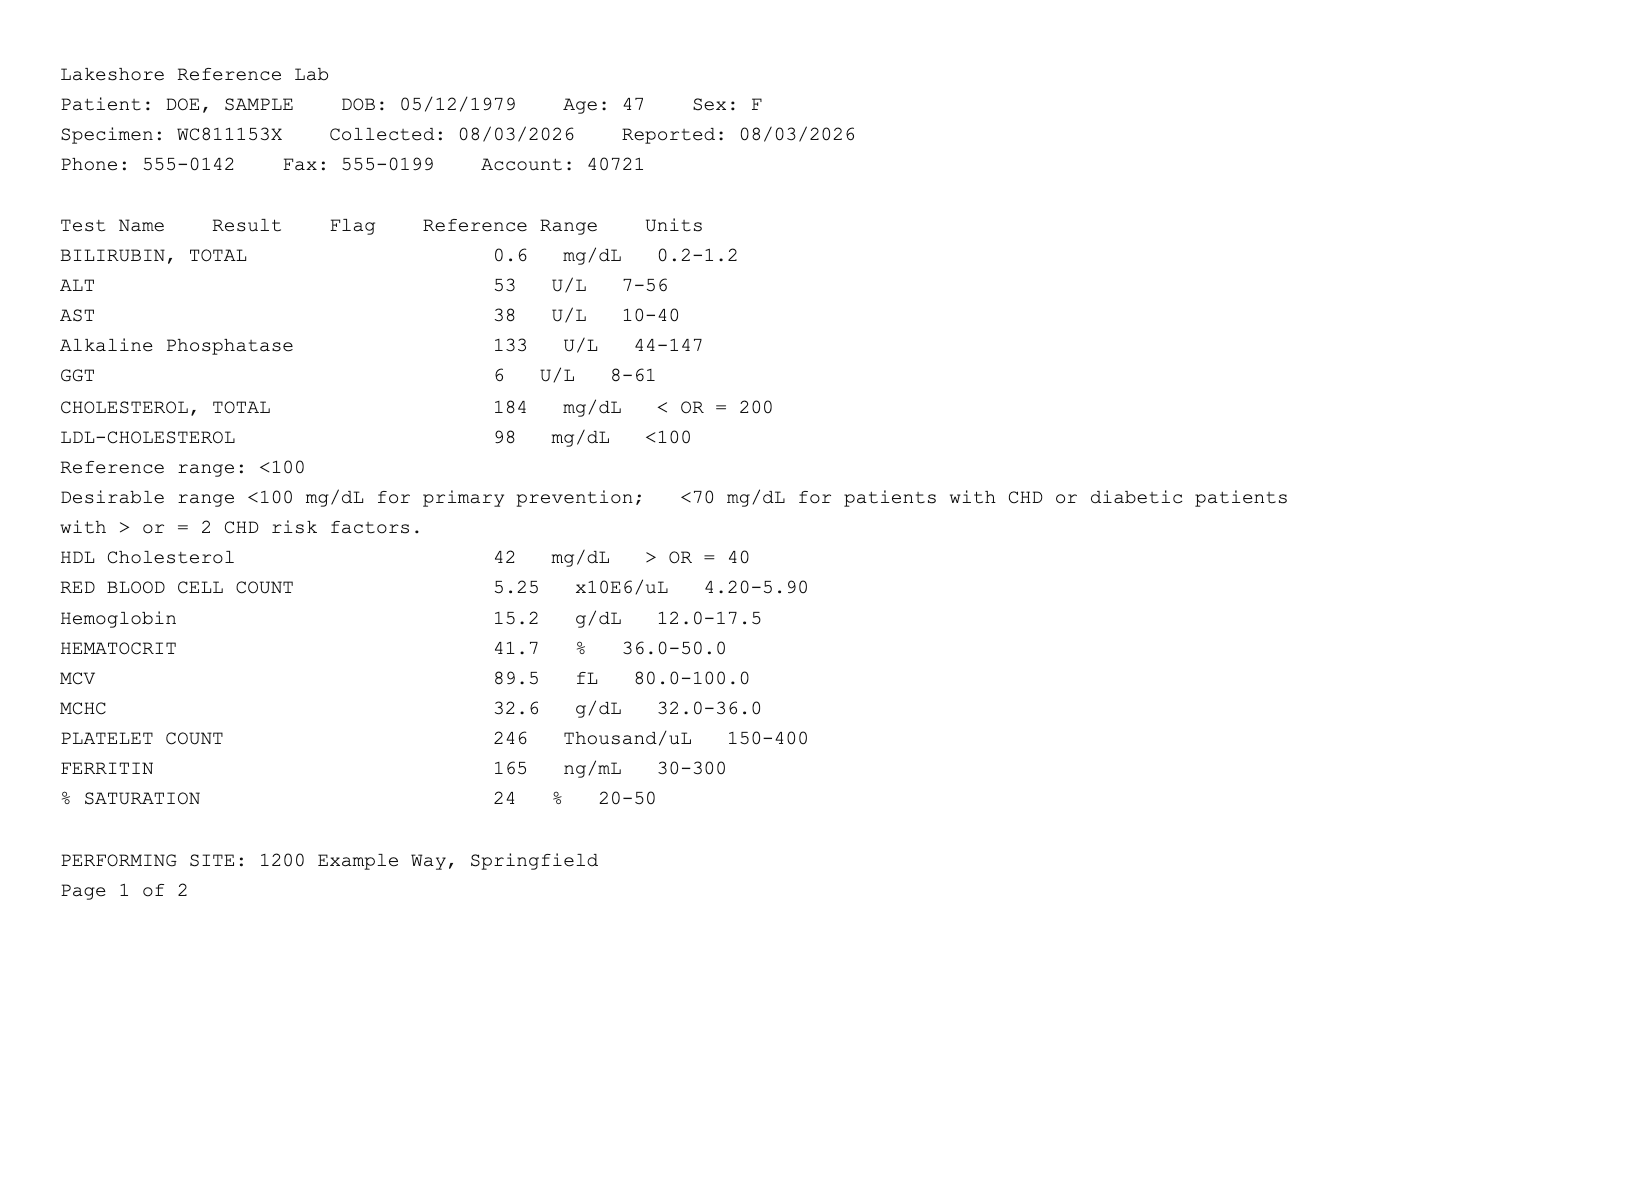 Lakeshore Reference Lab
Patient: DOE, SAMPLE    DOB: 05/12/1979    Age: 47    Sex: F
Specimen: WC811153X    Collected: 08/03/2026    Reported: 08/03/2026
Phone: 555-0142    Fax: 555-0199    Account: 40721
Test Name    Result    Flag    Reference Range    Units
BILIRUBIN, TOTAL    0.6   mg/dL   0.2-1.2
ALT    53   U/L   7-56
AST    38   U/L   10-40
Alkaline Phosphatase    133   U/L   44-147
GGT    6   U/L   8-61
CHOLESTEROL, TOTAL    184   mg/dL   < OR = 200
LDL-CHOLESTEROL    98   mg/dL   <100
Reference range: <100
Desirable range <100 mg/dL for primary prevention;   <70 mg/dL for patients with CHD or diabetic patients
with > or = 2 CHD risk factors.
HDL Cholesterol    42   mg/dL   > OR = 40
RED BLOOD CELL COUNT    5.25   x10E6/uL   4.20-5.90
Hemoglobin    15.2   g/dL   12.0-17.5
HEMATOCRIT    41.7   %   36.0-50.0
MCV    89.5   fL   80.0-100.0
MCHC    32.6   g/dL   32.0-36.0
PLATELET COUNT    246   Thousand/uL   150-400
FERRITIN    165   ng/mL   30-300
% SATURATION    24   %   20-50
PERFORMING SITE: 1200 Example Way, Springfield
Page 1 of 2